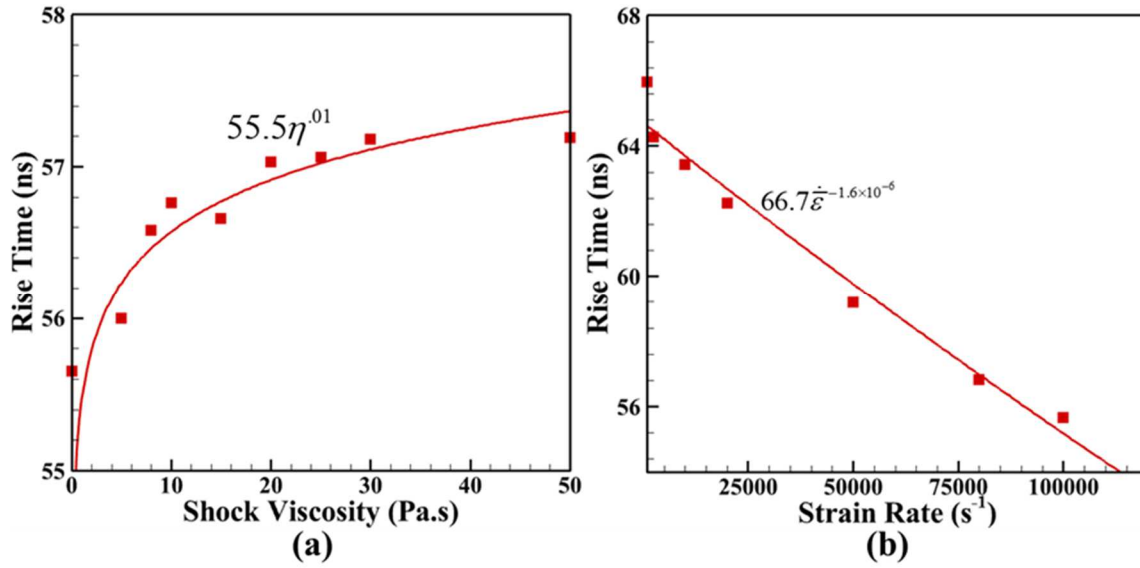 58
57
56
55
Rise Time (ns)
55.5η^.01
0 10 20 30 40 50
Shock Viscosity (Pa.s)
(a)
68
64
60
56
Rise Time (ns)
66.7ε̄̇^−1.6×10^−6
25000 50000 75000 100000
Strain Rate (s^-1)
(b)